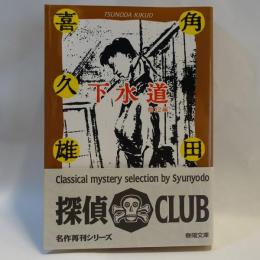 TSUNODA KIKUO
角田喜久雄
下水道
Classical mystery selection by Syunyodo
探偵 CLUB
名作再刊シリーズ
春陽文庫